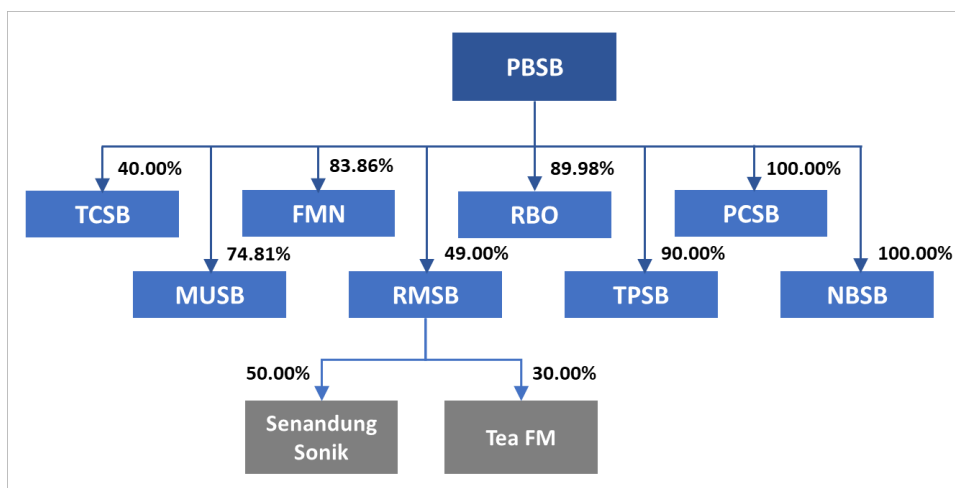 PBSB
40.00%
83.86%
89.98%
100.00%
TCSB
FMN
RBO
PCSB
74.81%
49.00%
90.00%
100.00%
MUSB
RMSB
TPSB
NBSB
50.00%
30.00%
Senandung
Sonik
Tea FM